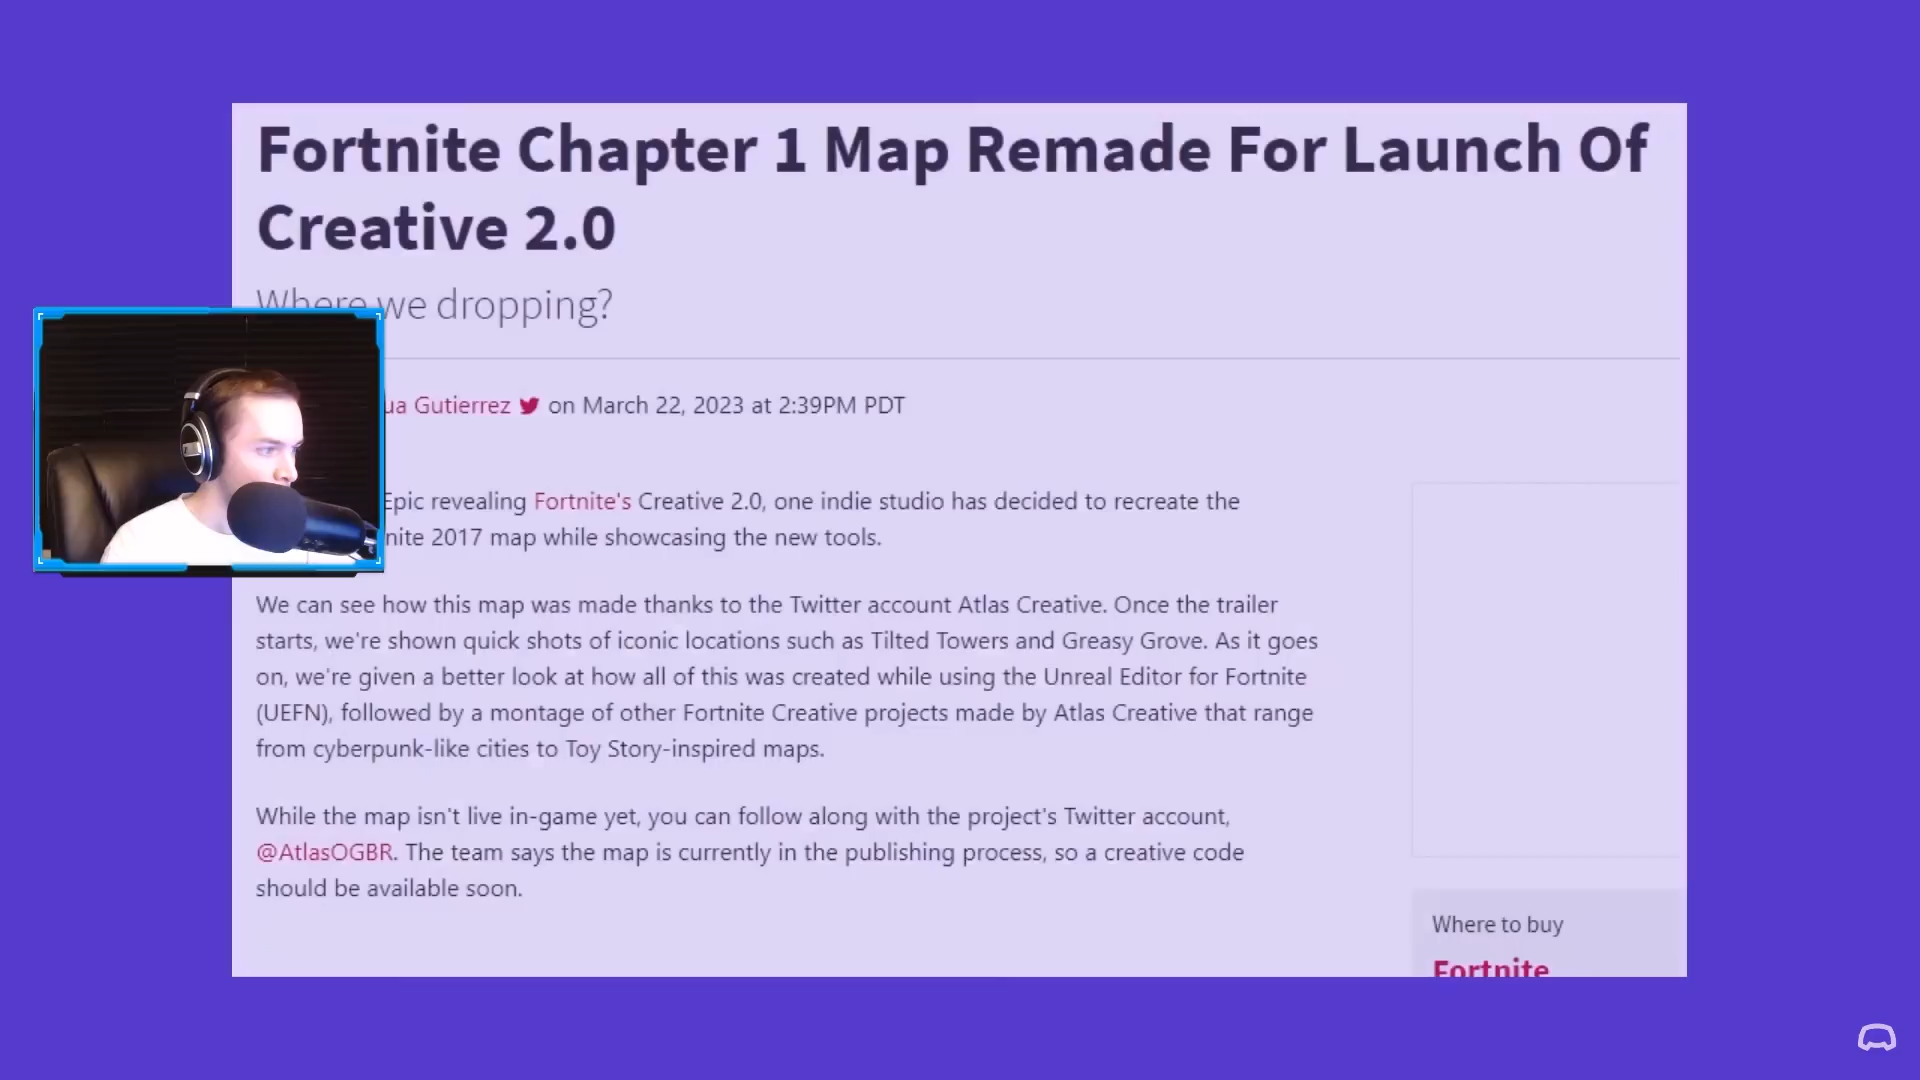 Fortnite Chapter 1 Map Remade For Launch Of
Creative 2.0
Where we dropping?
ua Gutierrez on March 22, 2023 at 2:39PM PDT
Epic revealing Fortnite's Creative 2.0, one indie studio has decided to recreate the
nite 2017 map while showcasing the new tools.
We can see how this map was made thanks to the Twitter account Atlas Creative. Once the trailer
starts, we're shown quick shots of iconic locations such as Tilted Towers and Greasy Grove. As it goes
on, we're given a better look at how all of this was created while using the Unreal Editor for Fortnite
(UEFN), followed by a montage of other Fortnite Creative projects made by Atlas Creative that range
from cyberpunk-like cities to Toy Story-inspired maps.
While the map isn't live in-game yet, you can follow along with the project's Twitter account,
@AtlasOGBR. The team says the map is currently in the publishing process, so a creative code
should be available soon.
Where to buy
Fortnite